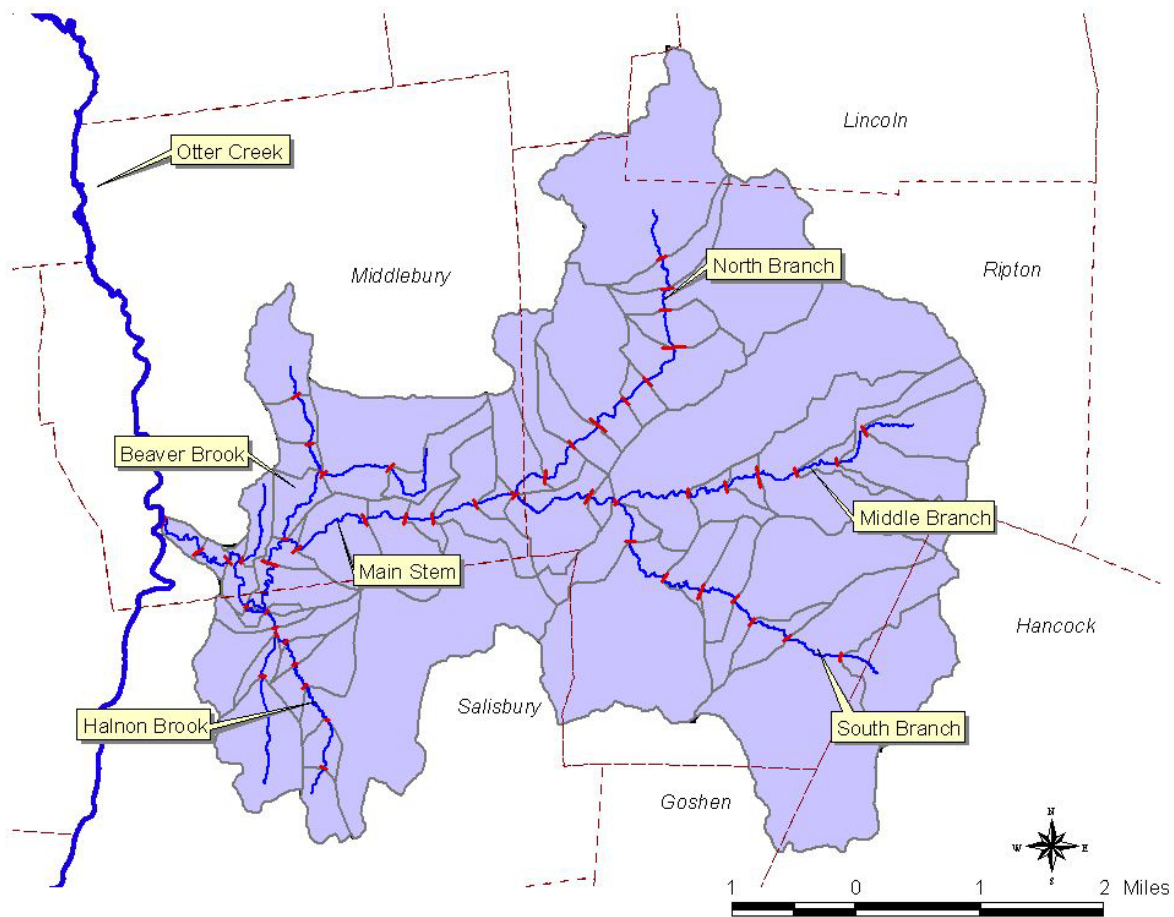 Lincoln
Otter Creek
Middlebury
North Branch
Ripton
Beaver Brook
Middle Branch
Main Stem
Hancock
Salisbury
Halnon Brook
South Branch
Goshen
N
W E
S
1 0 1 2 Miles